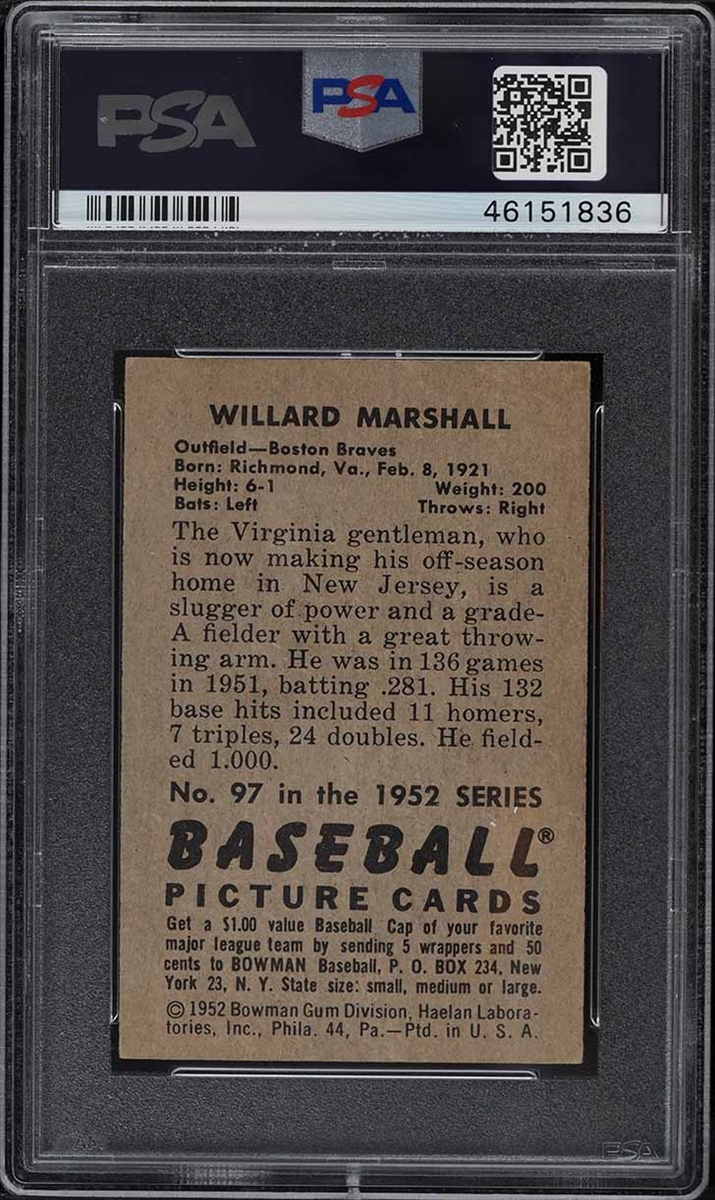 PSA PSA
46151836
WILLARD MARSHALL
Outfield—Boston Braves
Born: Richmond, Va., Feb. 8, 1921
Height: 6-1 Weight: 200
Bats: Left Throws: Right
The Virginia gentleman, who
is now making his off-season
home in New Jersey, is a
slugger of power and a grade-
A fielder with a great throw-
ing arm. He was in 136 games
in 1951, batting .281. His 132
base hits included 11 homers,
7 triples, 24 doubles. He field-
ed 1.000.
No. 97 in the 1952 SERIES
BASEBALL®
PICTURE CARDS
Get a $1.00 value Baseball Cap of your favorite
major league team by sending 5 wrappers and 50
cents to BOWMAN Baseball, P. O. BOX 234, New
York 23, N. Y. State size: small, medium or large.
© 1952 Bowman Gum Division, Haelan Labora-
tories, Inc., Phila. 44, Pa.—Ptd. in U. S. A.
PSA